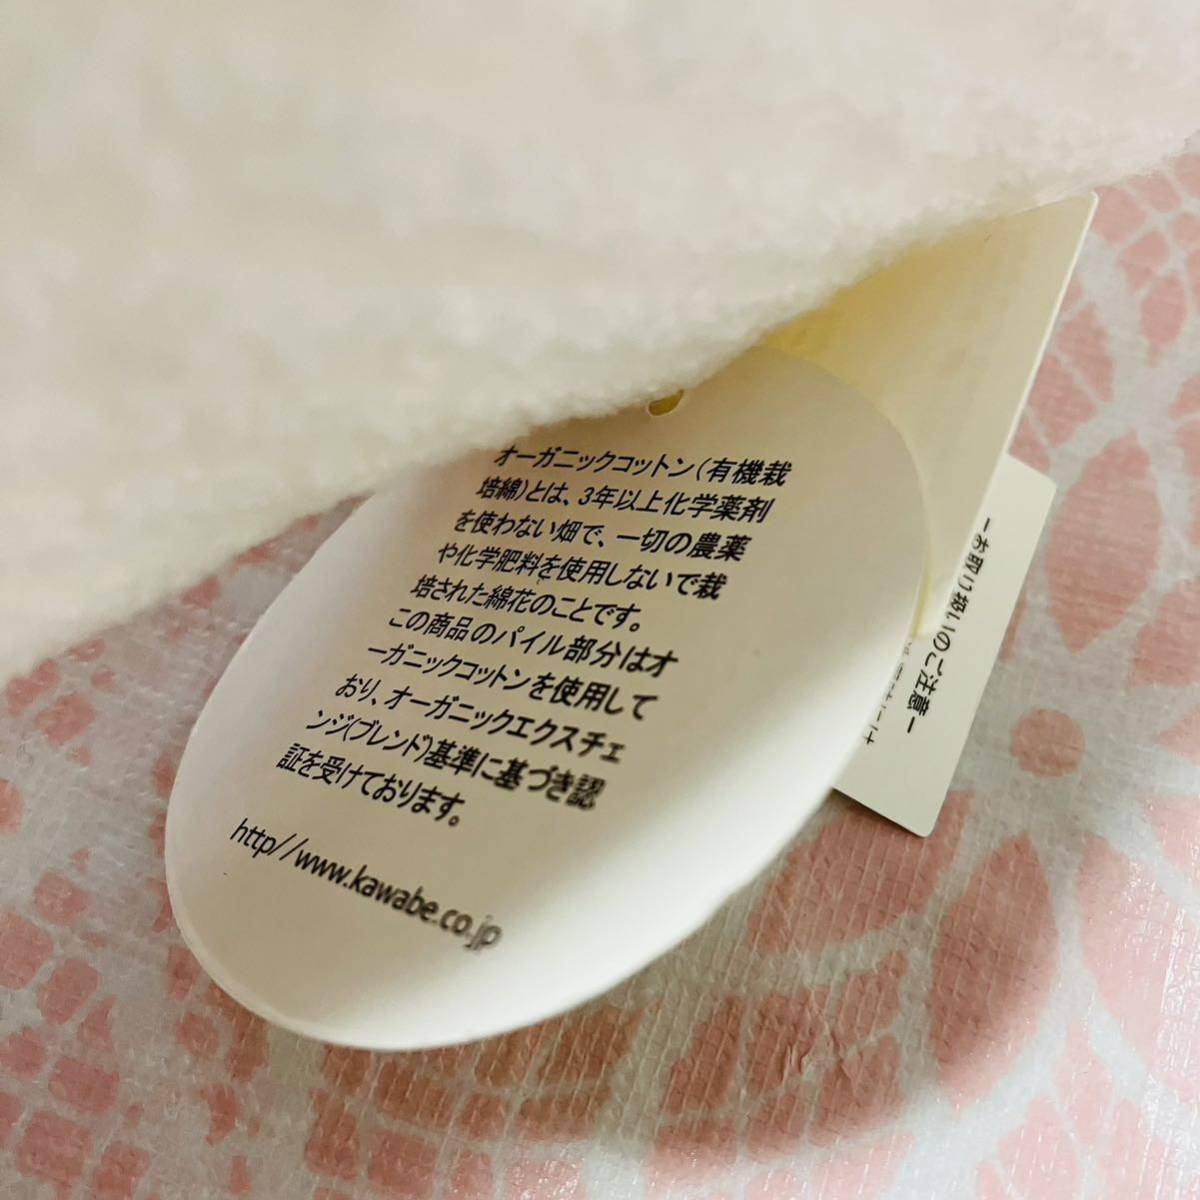 オーガニックコットン(有機栽
培綿)とは、3年以上化学薬剤
を使わない畑で、一切の農薬
や化学肥料を使用しないで栽
培された綿花のことです。
この商品のパイル部分はオ
ーガニックコットンを使用して
おり、オーガニックエクスチェ
ンジ(ブレンド)基準に基づき認
証を受けております。
http//www.kawabe.co.jp
ーお取り扱いのご注意ー